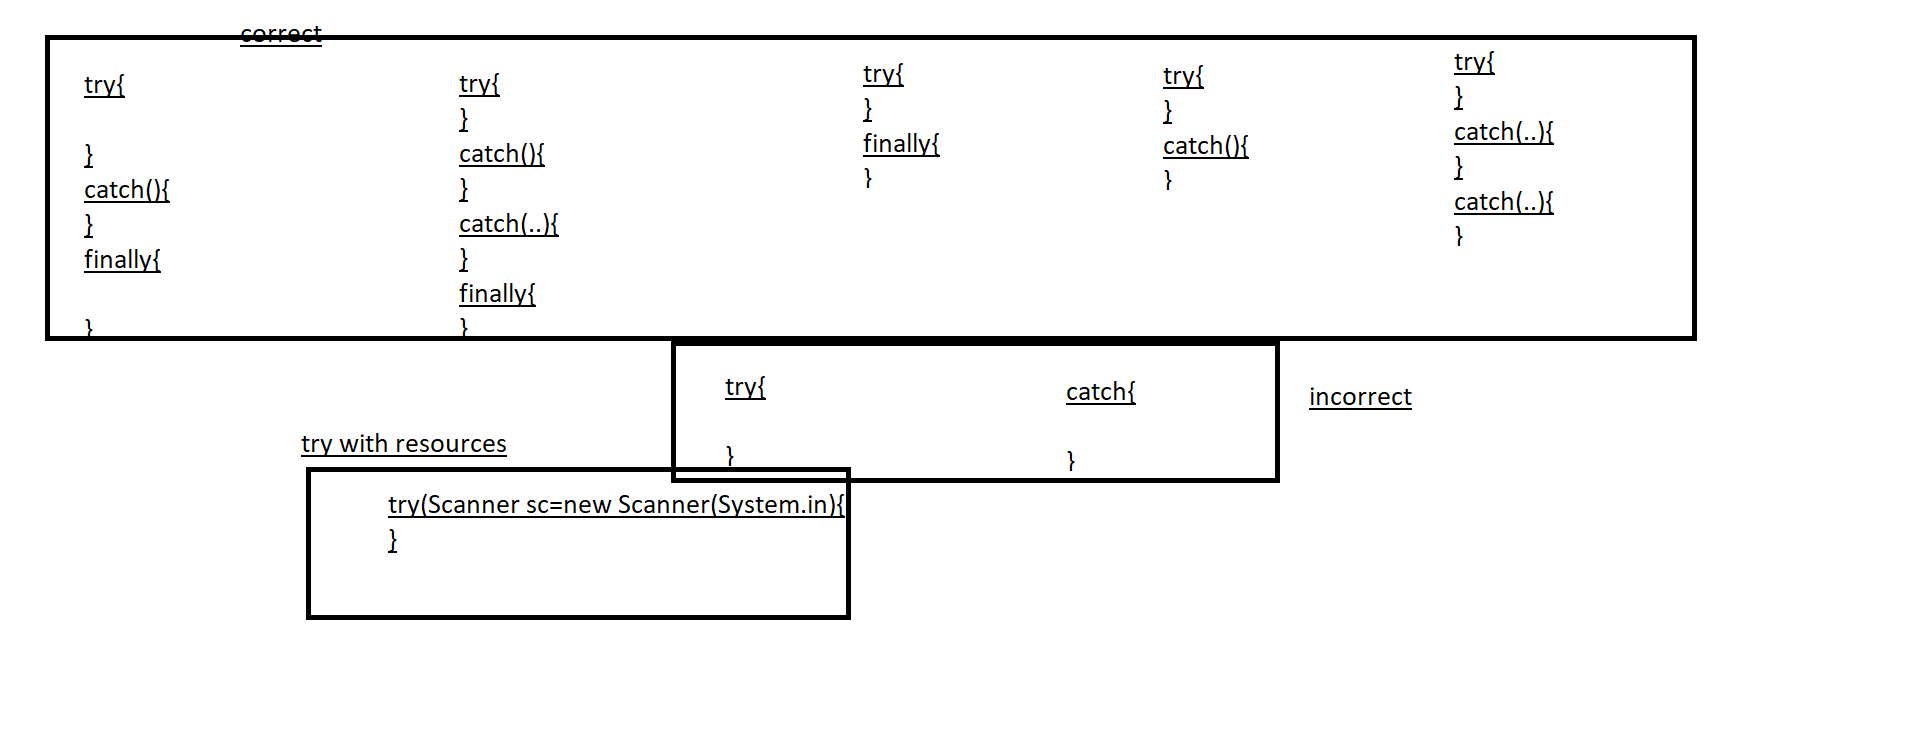 correct
try{
}
catch(){
}
finally{
}
try{
}
catch(){
}
catch(..){
}
finally{
}
try{
}
finally{
}
try{
}
catch(){
}
try{
}
catch(..){
}
catch(..){
}
try{
}
catch{
}
incorrect
try with resources
try(Scanner sc=new Scanner(System.in){
}